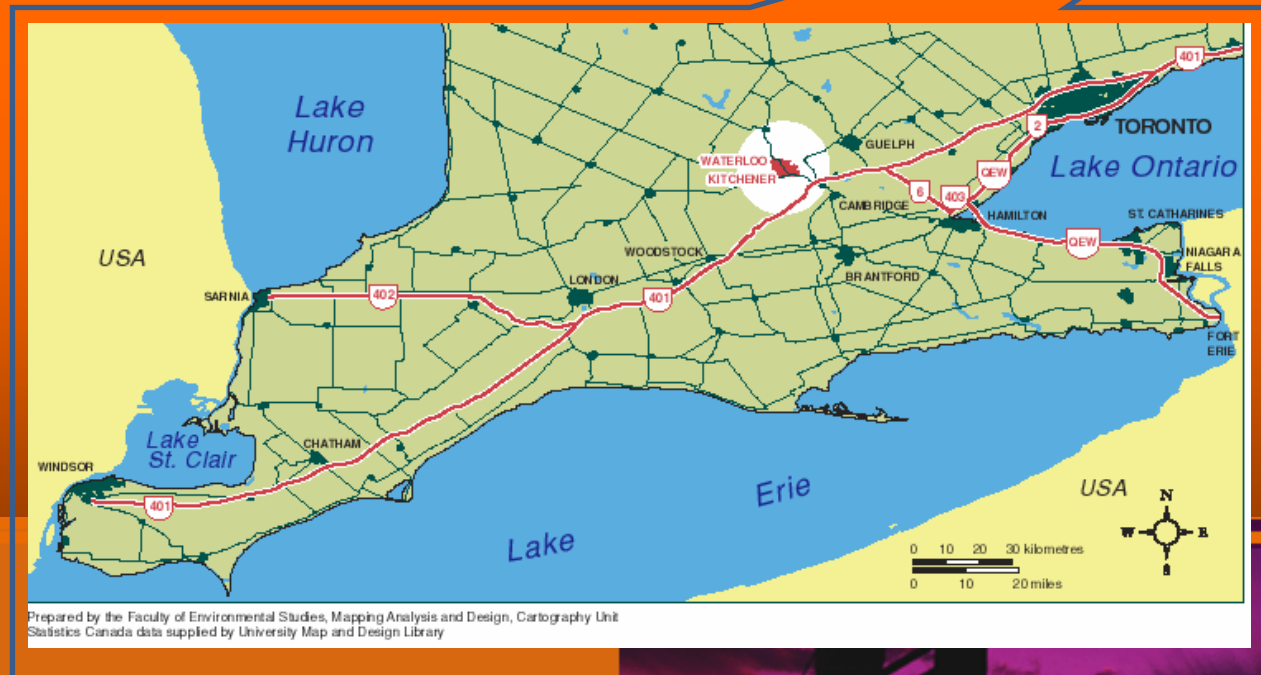 401
Lake
Huron
2
TORONTO
GUELPH
WATERLOO
KITCHENER
Lake Ontario
QEW
6
403
CAMBRIDGE
HAMILTON
ST. CATHARINES
USA
WOODSTOCK
QEW
NIAGARA
FALLS
BRANTFORD
LONDON
SARNIA
402
401
FORT
ERIE
Lake
St. Clair
CHATHAM
WINDSOR
401
Lake Erie
USA
N
W E
S
0 10 20 30 kilometres
0 10 20 miles
Prepared by the Faculty of Environmental Studies, Mapping Analysis and Design, Cartography Unit
Statistics Canada data supplied by University Map and Design Library